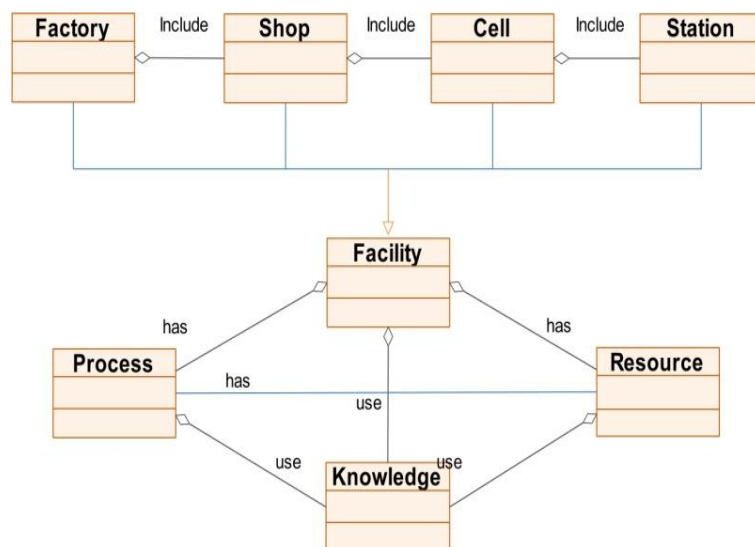 Factory
Include
Shop
Include
Cell
Include
Station
Facility
has
has
Process
has
Resource
use
use
Knowledge
use